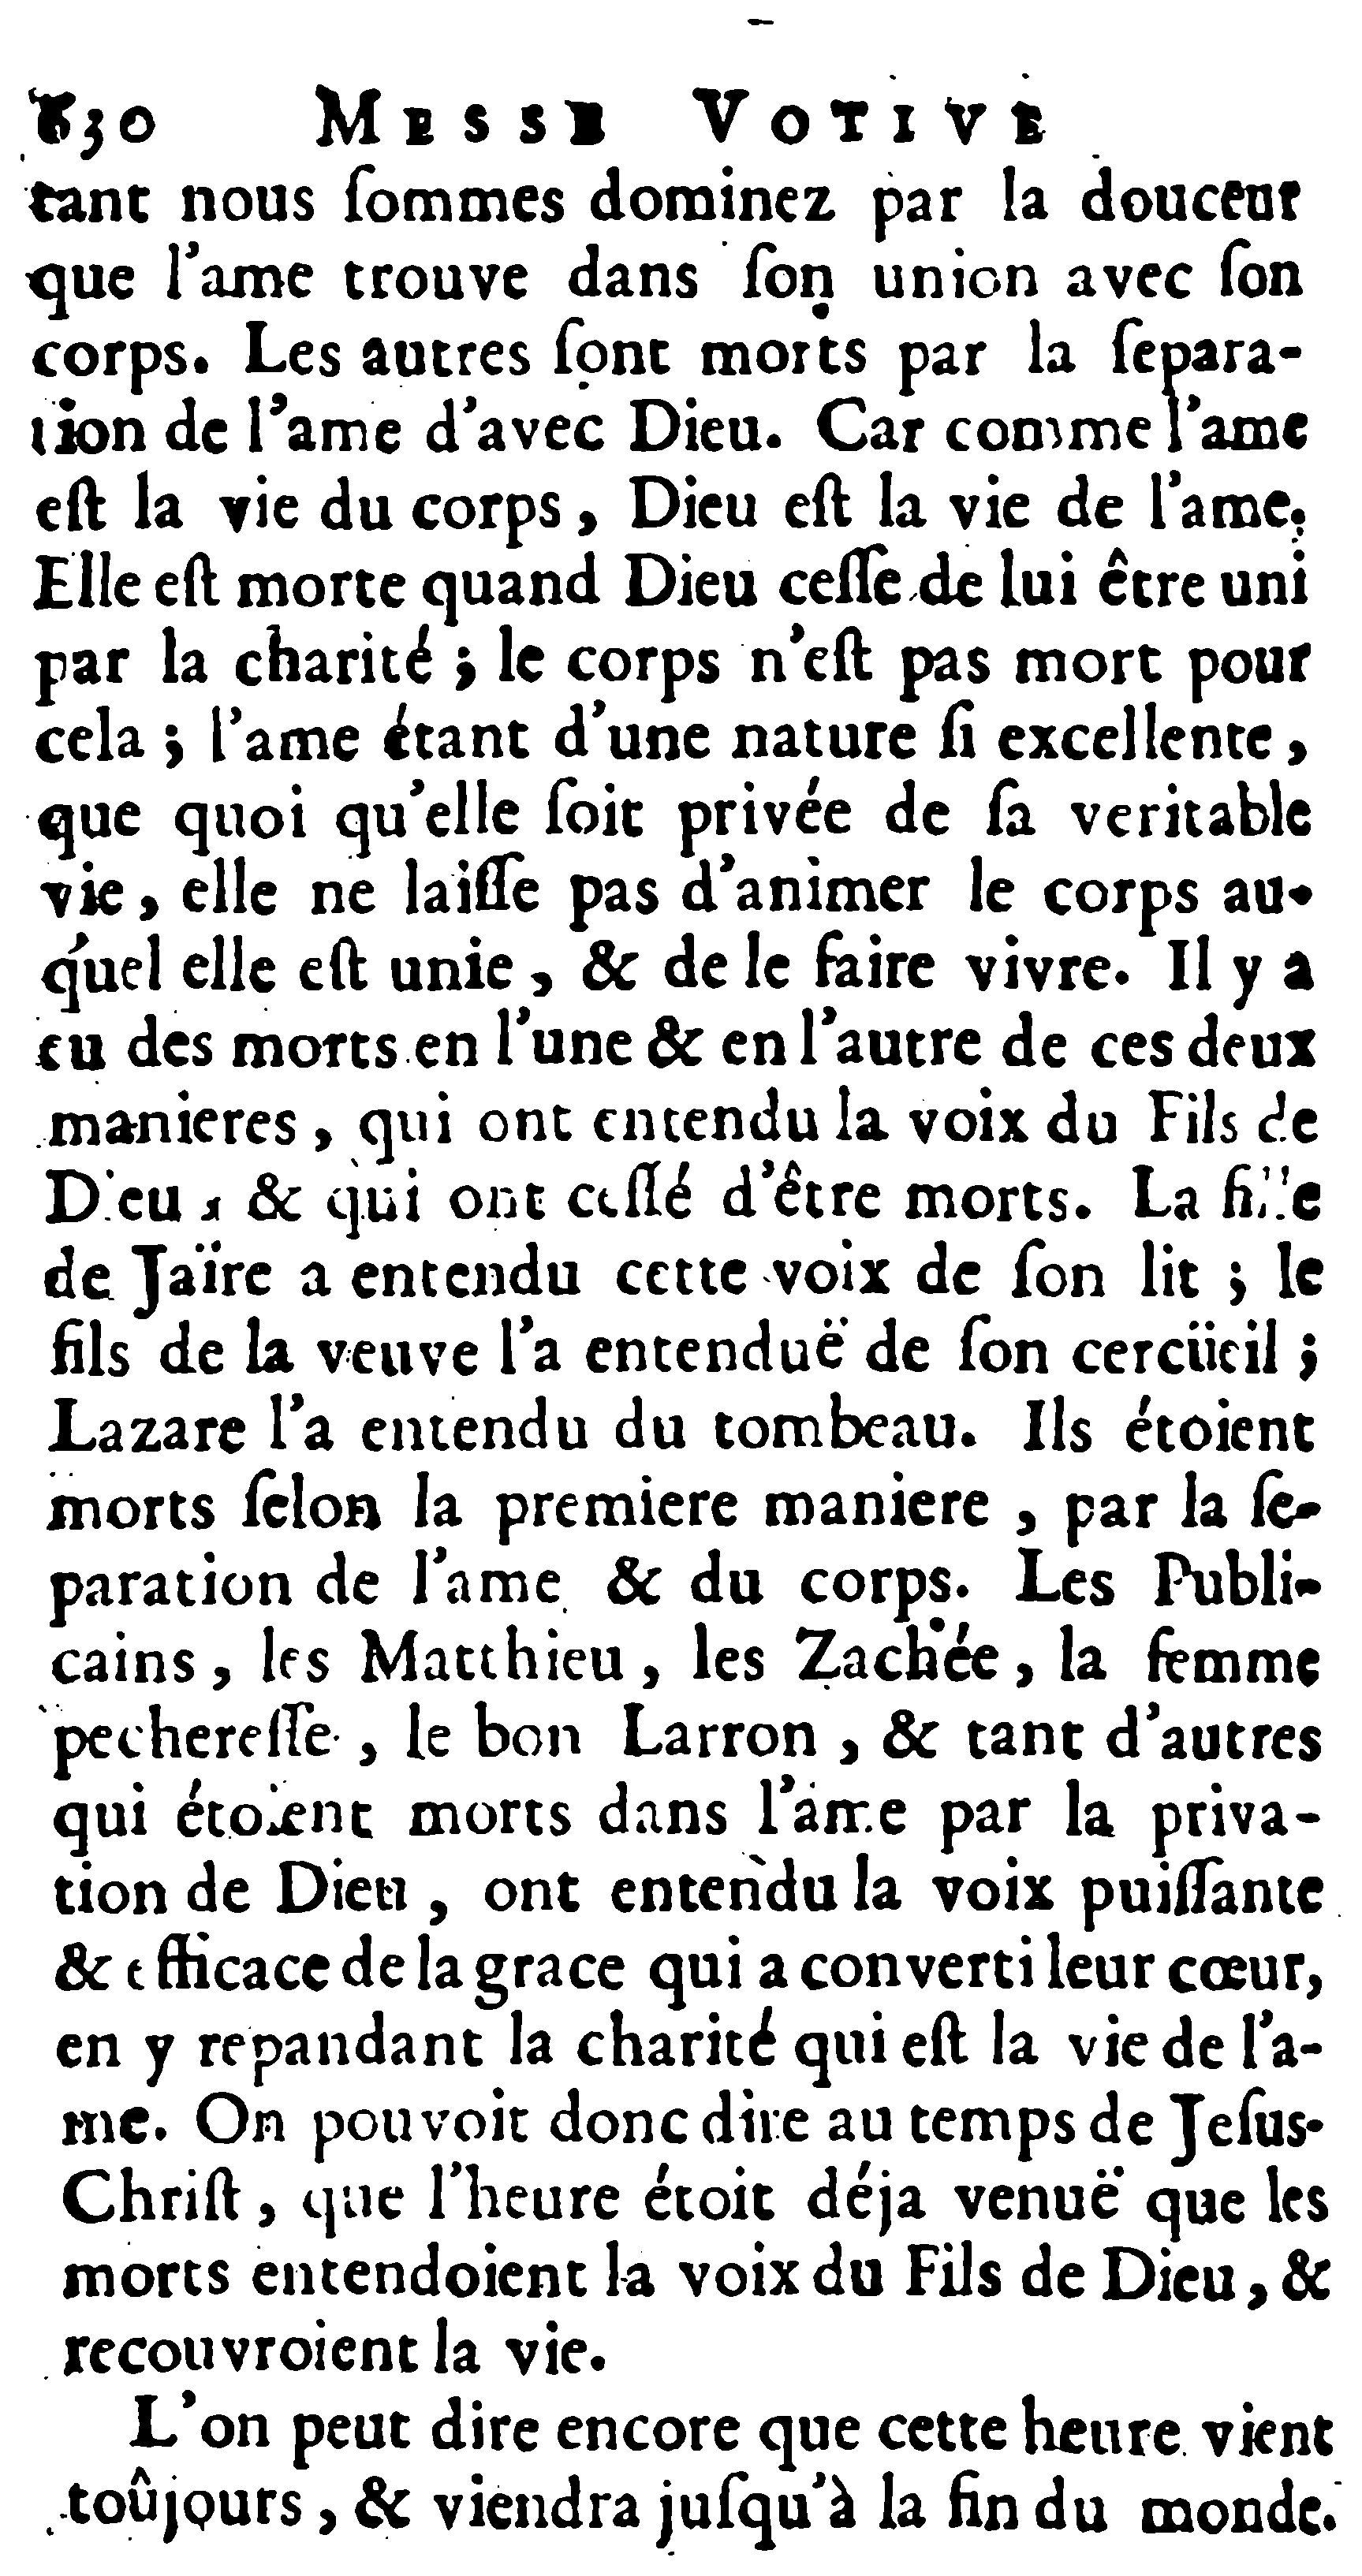 630 MESSE VOTIVE
tant nous ſommes dominez par la douceur
que l'ame trouve dans ſon union avec ſon
corps. Les autres ſont morts par la ſepara-
tion de l'ame d'avec Dieu. Car comme l'ame
eſt la vie du corps, Dieu eſt la vie de l'ame.
Elle eſt morte quand Dieu ceſſe de lui être uni
par la charité ; le corps n'eſt pas mort pour
cela ; l'ame étant d'une nature ſi excellente,
que quoi qu'elle ſoit privée de ſa veritable
vie, elle ne laiſſe pas d'animer le corps au-
quel elle eſt unie, & de le faire vivre. Il y a
eu des morts en l'une & en l'autre de ces deux
manieres, qui ont entendu la voix du Fils de
Dieu, & qui ont ceſſé d'être morts. La fille
de Jaïre a entendu cette voix de ſon lit ; le
fils de la veuve l'a entenduë de ſon cercüeil ;
Lazare l'a entendu du tombeau. Ils étoient
morts ſelon la premiere maniere, par la ſe-
paration de l'ame & du corps. Les Publi-
cains, les Matthieu, les Zachée, la femme
pechereſſe, le bon Larron, & tant d'autres
qui étoient morts dans l'ame par la priva-
tion de Dieu, ont entendu la voix puiſſante
& efficace de la grace qui a converti leur cœur,
en y repandant la charité qui eſt la vie de l'a-
me. On pouvoit donc dire au temps de Jeſus-
Chriſt, que l'heure étoit déja venuë que les
morts entendoient la voix du Fils de Dieu, &
recouvroient la vie.
L'on peut dire encore que cette heure vient
toûjours, & viendra juſqu'à la fin du monde.